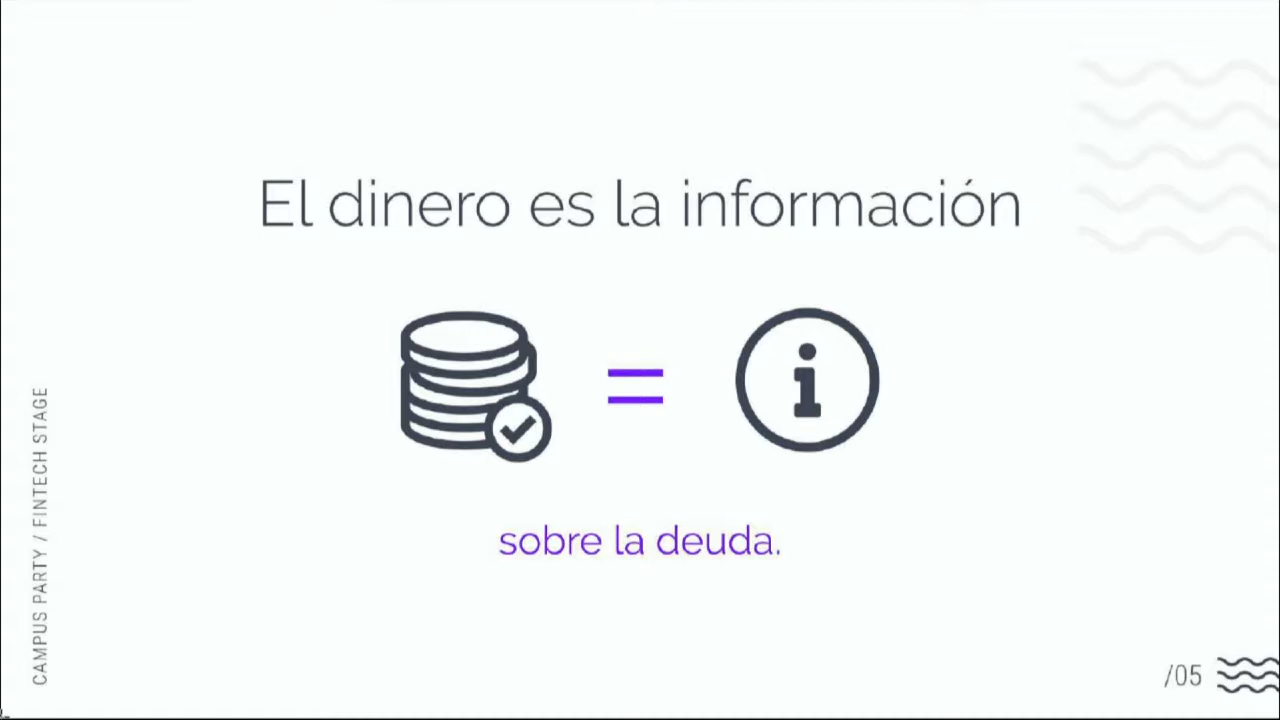 El dinero es la información
sobre la deuda.
CAMPUS PARTY / FINTECH STAGE
/05